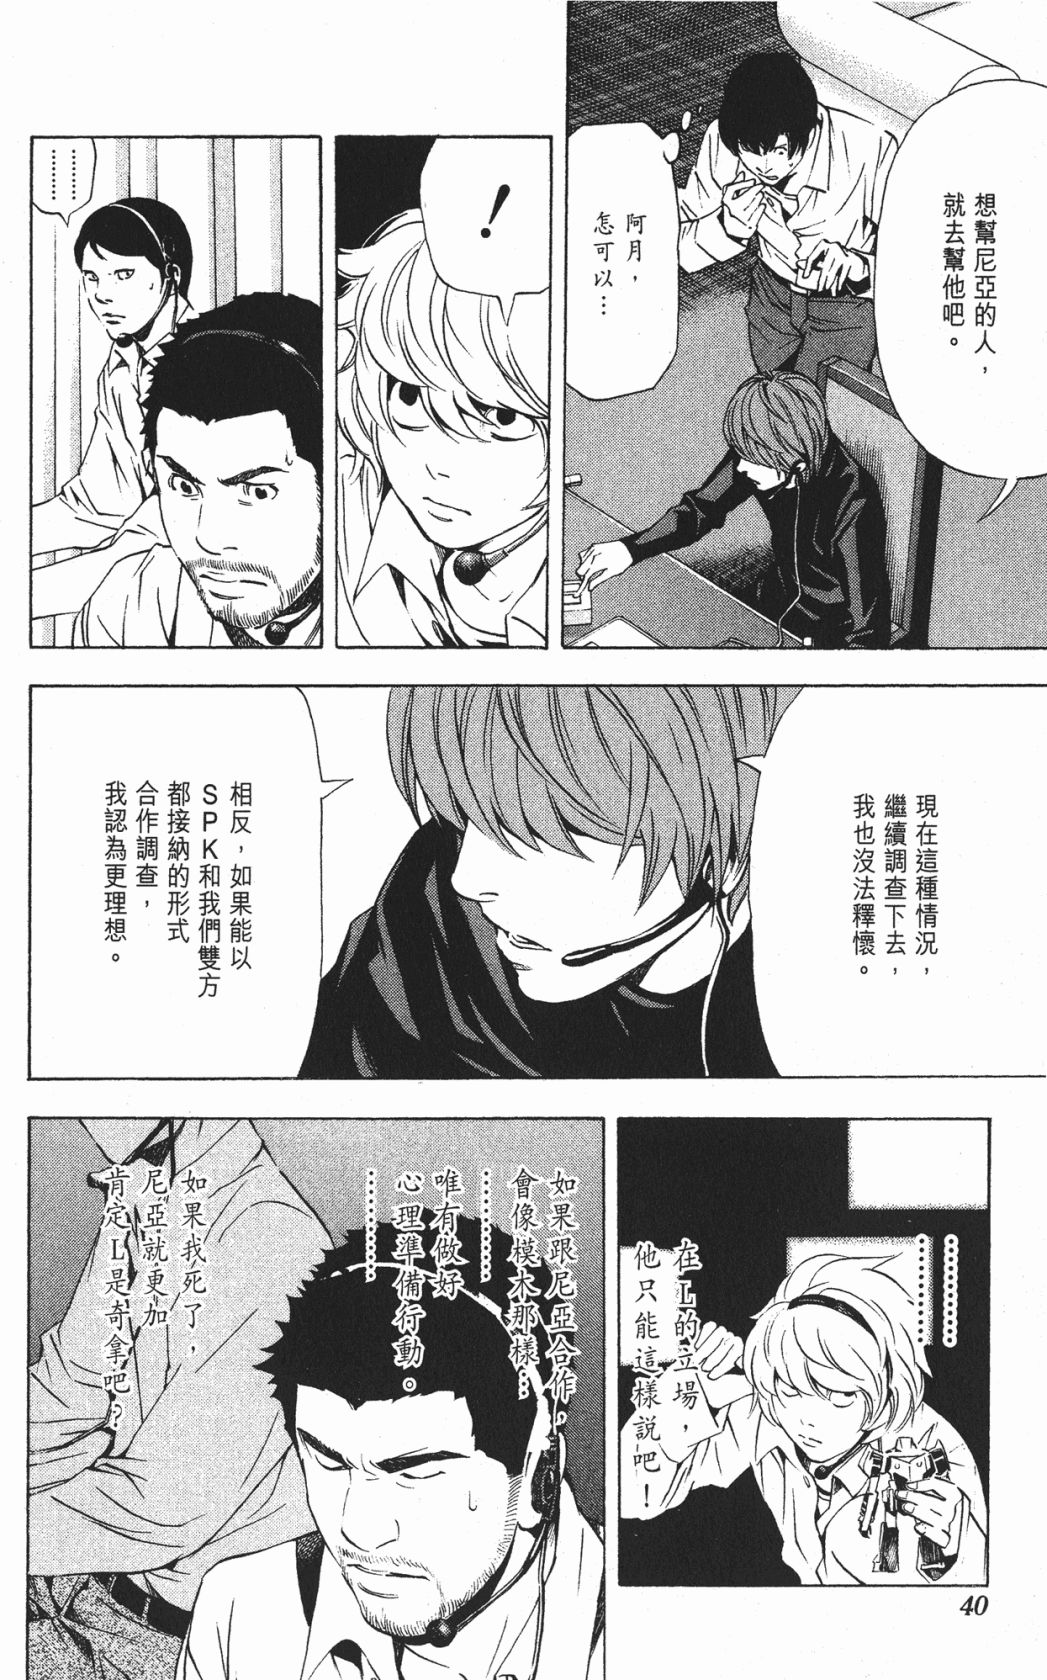 想幫尼亞的人，
就去幫他吧。
阿月，
怎可以…
！
………
現在這種情況，
繼續調查下去，
我也沒法釋懷。
相反，如果能以
SPK和我們雙方
都接納的形式
合作調查，
我認為更理想。
………
………
在L的立場，
他只能這樣說吧！
如果跟尼亞合作，
會像模木那樣…
………
唯有做好
心理準備行動。
………
如果我死了，
尼亞就更加
肯定L是奇拿吧？
40